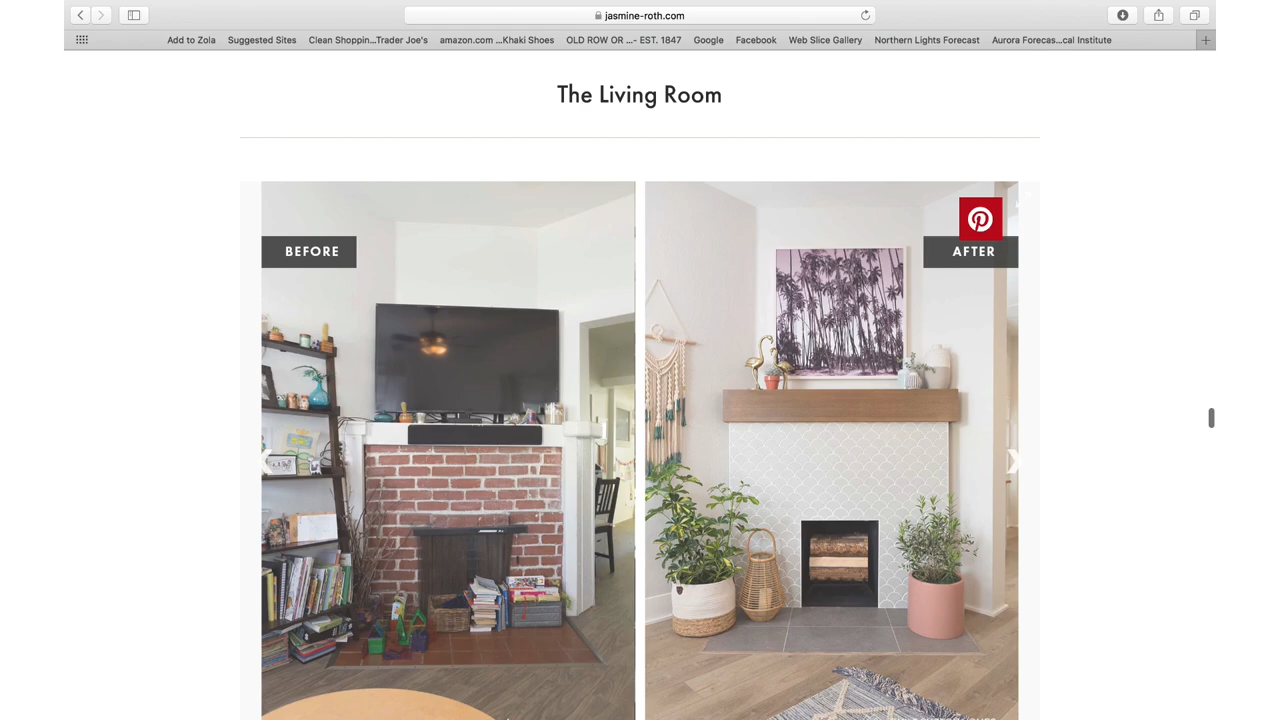 jasmine-roth.com
Add to Zola Suggested Sites Clean Shoppin...Trader Joe's amazon.com ...Khaki Shoes OLD ROW OR ...- EST. 1847 Google Facebook Web Slice Gallery Northern Lights Forecast Aurora Forecas...cal Institute
The Living Room
BEFORE
AFTER